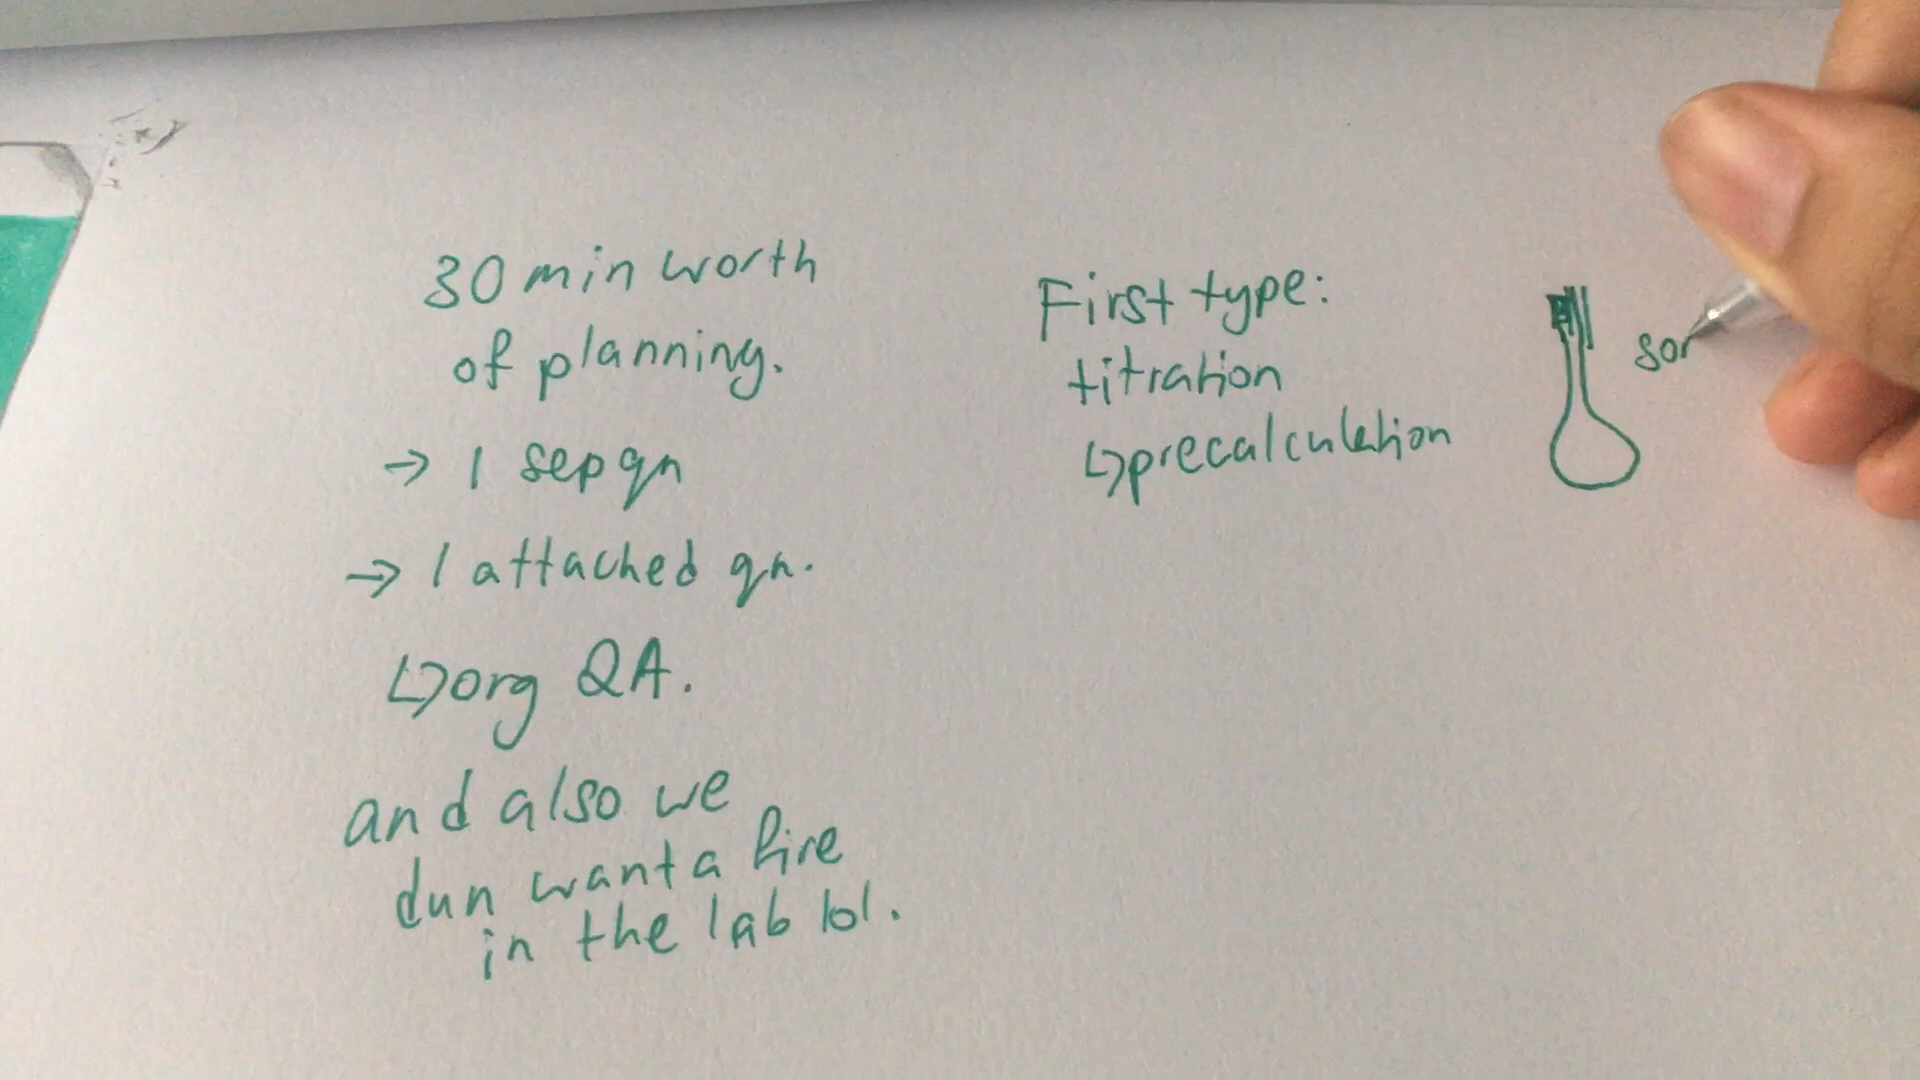 30 min worth
of planning.
→ 1 sep qn
→ 1 attached qn.
↳ org QA.
and also we
dun want a fire
in the lab lol.
First type:
titration
↳ precalculation
sor